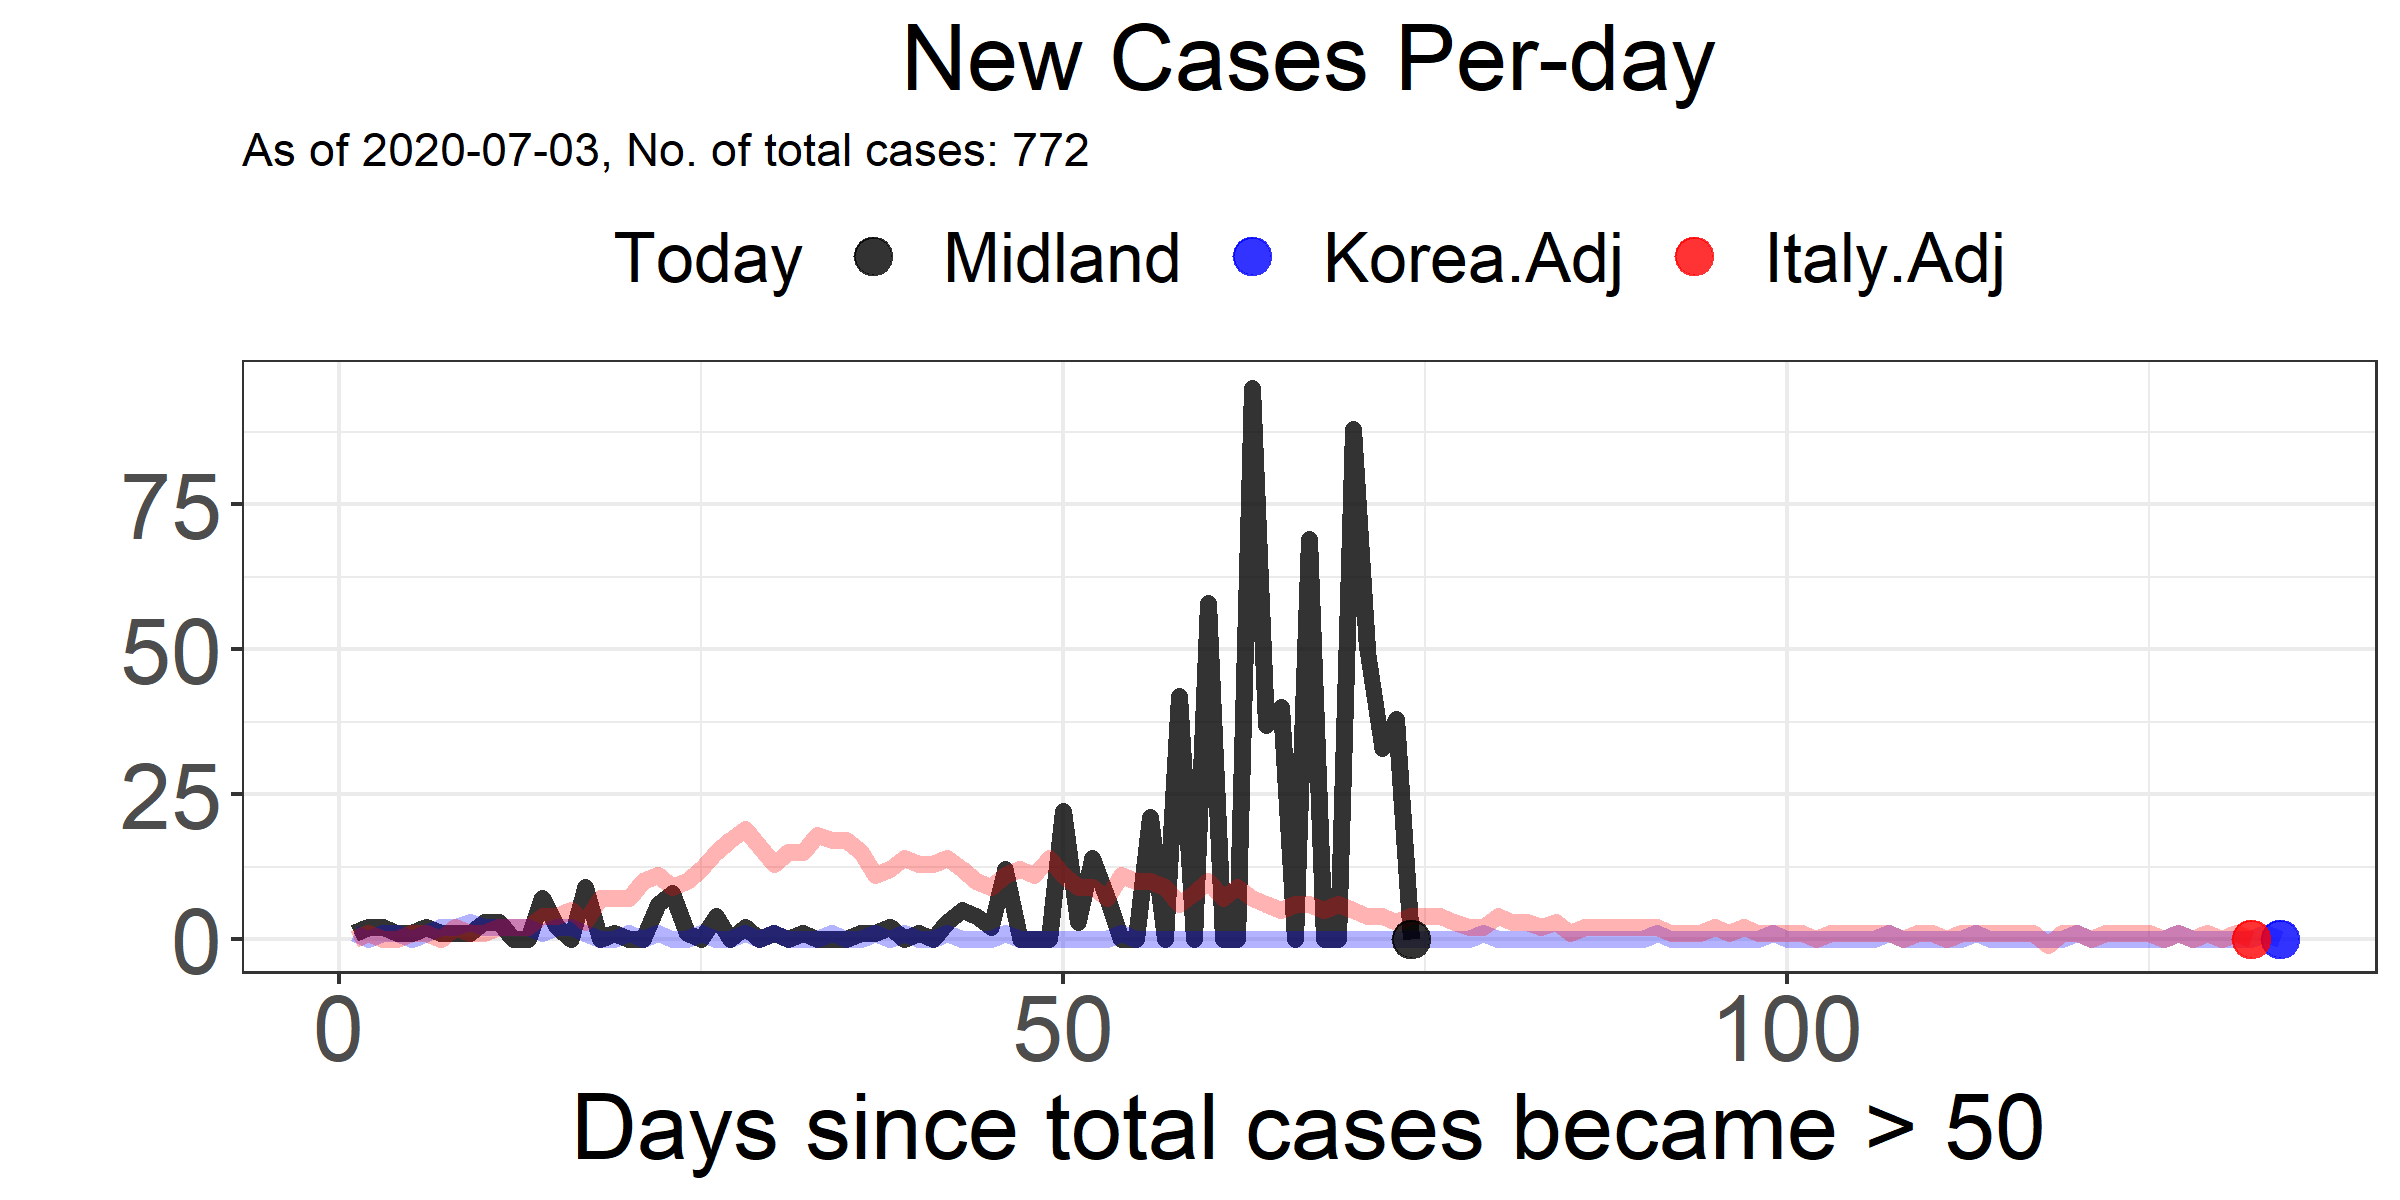 New Cases Per-day
As of 2020-07-03, No. of total cases: 772
Today Midland Korea.Adj Italy.Adj
75
50
25
0
0 50 100
Days since total cases became > 50